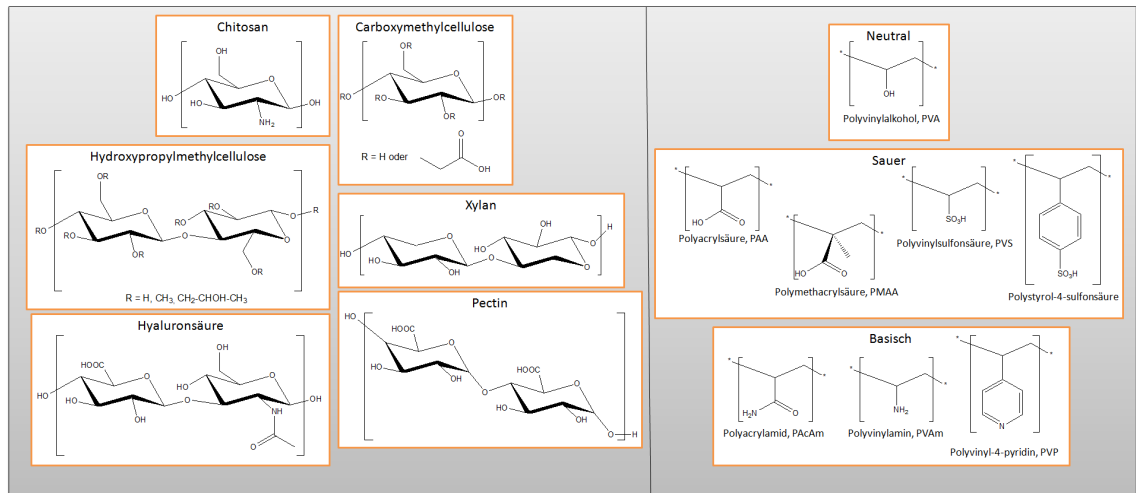 Chitosan
OH
O
HO
HO
NH2
OH
Carboxymethylcellulose
OR
O
RO
RO
OR
OR
R = H oder
O
OH
Hydroxypropylmethylcellulose
OR
O
RO
RO
OR
O
RO
RO
O
R
O
OR
R = H, CH3, CH2-CHOH-CH3
Xylan
O
HO
HO
OH
O
HO
OH
O
H
O
Hyaluronsäure
HOOC
O
HO
HO
OH
O
OH
HO
O
OH
NH
O
Pectin
HO
HOOC
O
HO
OH
O
HOOC
O
HO
OH
O
H
Neutral
*
*
OH
Polyvinylalkohol, PVA
Sauer
*
*
HO
O
Polyacrylsäure, PAA
*
*
HO
O
Polymethacrylsäure, PMAA
*
*
SO3H
Polyvinylsulfonsäure, PVS
*
*
SO3H
Polystyrol-4-sulfonsäure
Basisch
*
*
H2N
O
Polyacrylamid, PAcAm
*
*
NH2
Polyvinylamin, PVAm
*
*
N
Polyvinyl-4-pyridin, PVP